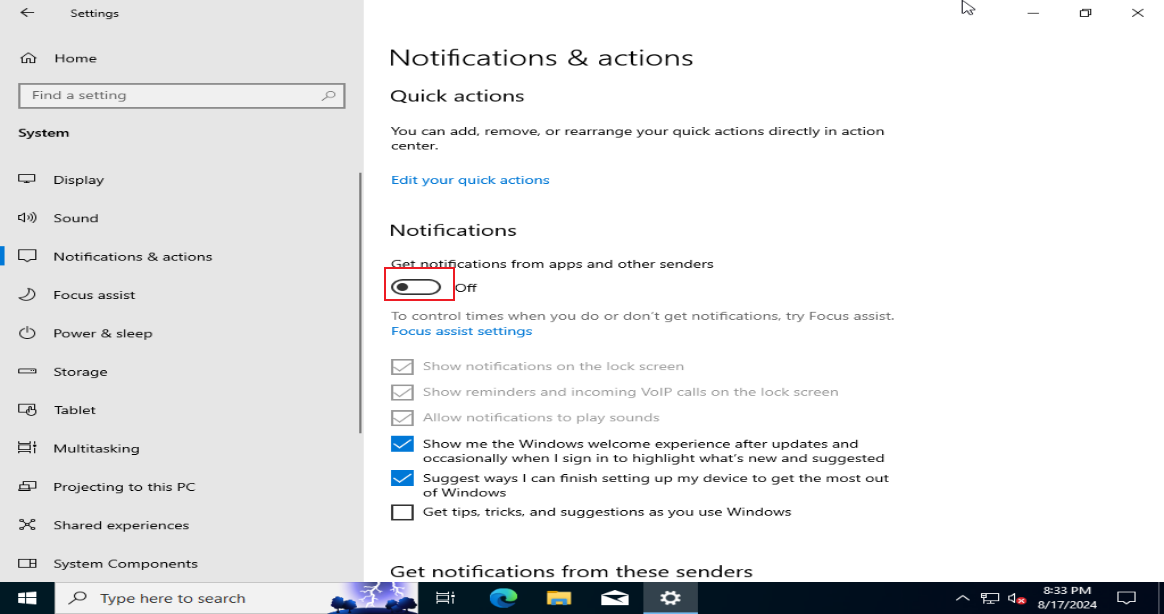 Settings
Home
Find a setting
System
Display
Sound
Notifications & actions
Focus assist
Power & sleep
Storage
Tablet
Multitasking
Projecting to this PC
Shared experiences
System Components
Notifications & actions
Quick actions
You can add, remove, or rearrange your quick actions directly in action
center.
Edit your quick actions
Notifications
Get notifications from apps and other senders
Off
To control times when you do or don't get notifications, try Focus assist.
Focus assist settings
Show notifications on the lock screen
Show reminders and incoming VoIP calls on the lock screen
Allow notifications to play sounds
Show me the Windows welcome experience after updates and
occasionally when I sign in to highlight what's new and suggested
Suggest ways I can finish setting up my device to get the most out
of Windows
Get tips, tricks, and suggestions as you use Windows
Get notifications from these senders
Type here to search
8:33 PM
8/17/2024